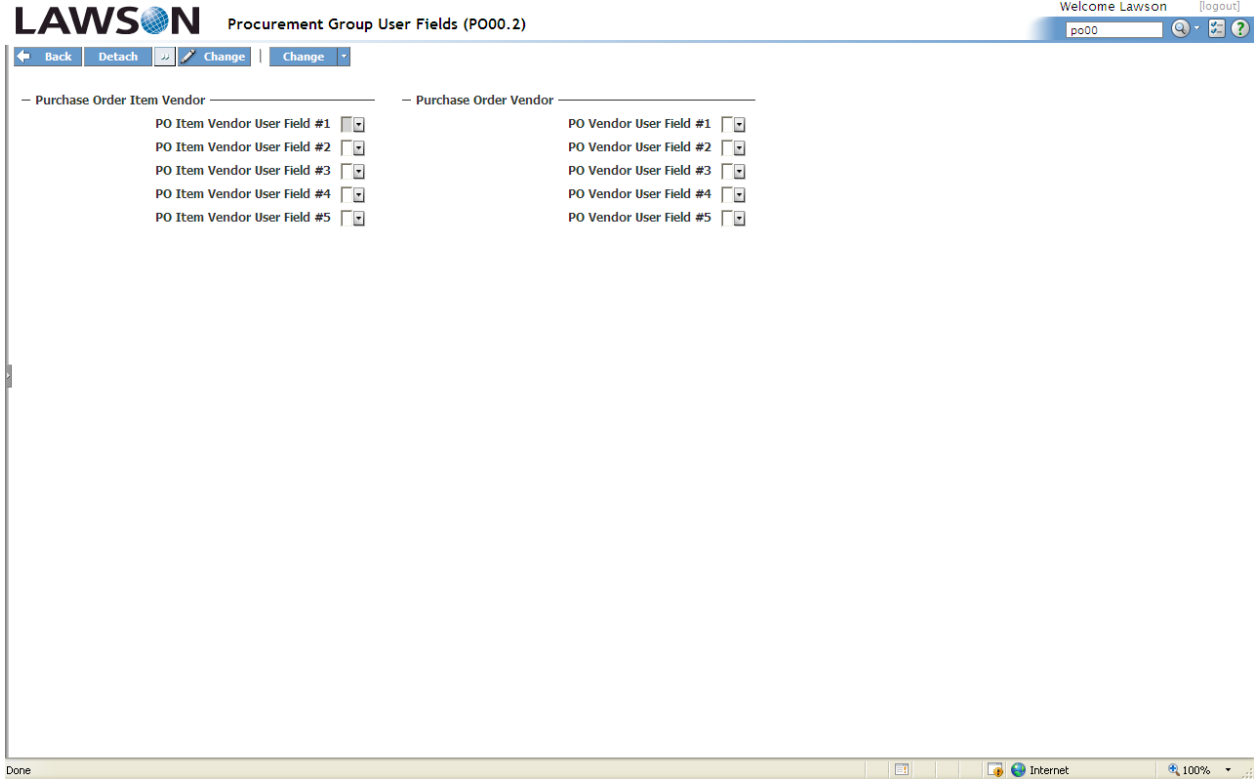 Welcome Lawson [logout]
LAWSON Procurement Group User Fields (PO00.2) po00 ?
Back Detach Change | Change
Purchase Order Item Vendor Purchase Order Vendor
PO Item Vendor User Field #1 PO Vendor User Field #1
PO Item Vendor User Field #2 PO Vendor User Field #2
PO Item Vendor User Field #3 PO Vendor User Field #3
PO Item Vendor User Field #4 PO Vendor User Field #4
PO Item Vendor User Field #5 PO Vendor User Field #5
Done Internet 100%